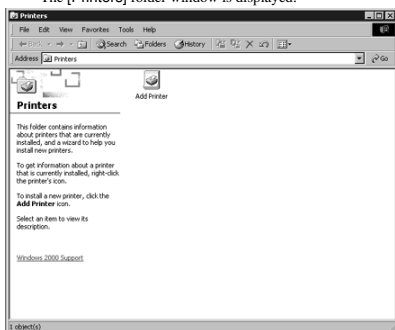 The [Printers] folder window is displayed.
Printers
File Edit View Favorites Tools Help
Back Search Folders History
Address Printers Go
Add Printer
Printers
This folder contains information
about printers that are currently
installed, and a wizard to help you
install new printers.
To get information about a printer
that is currently installed, right-click
the printer's icon.
To install a new printer, click the
Add Printer icon.
Select an item to view its
description.
Windows 2000 Support
1 object(s)